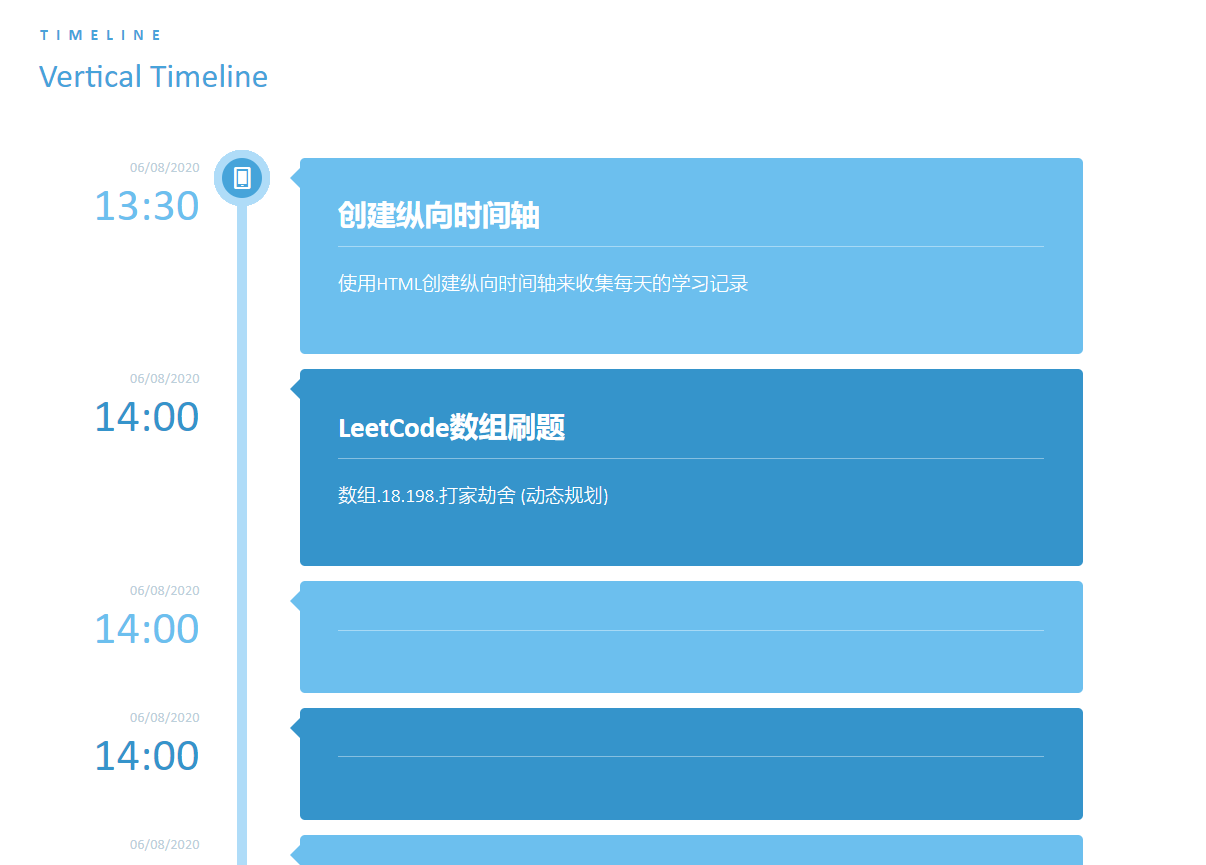 TIMELINE
Vertical Timeline
06/08/2020
13:30
创建纵向时间轴
使用HTML创建纵向时间轴来收集每天的学习记录
06/08/2020
14:00
LeetCode数组刷题
数组.18.198.打家劫舍 (动态规划)
06/08/2020
14:00
06/08/2020
14:00
06/08/2020